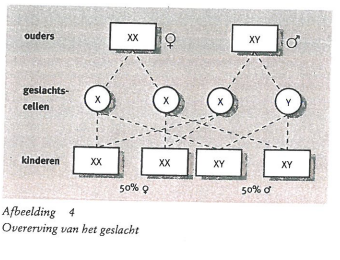 ouders XX ♀ XY ♂
geslachts-
cellen
X X X Y
kinderen XX XX XY XY
50% ♀ 50% ♂
Afbeelding 4
Overerving van het geslacht